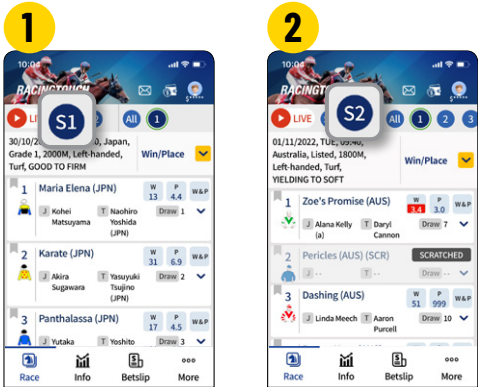 1
10:04
RACINGTOUCH
LIVE
S1
All
1
30/10/
Japan,
Grade 1, 2000M, Left-handed,
Turf, GOOD TO FIRM
Win/Place
1 Maria Elena (JPN)
W 13
P 4.4
W&P
J Kohei Matsuyama
T Naohiro Yoshida (JPN)
Draw 1
2 Karate (JPN)
W 31
P 6.9
W&P
J Akira Sugawara
T Yasuyuki Tsujino (JPN)
Draw 2
3 Panthalassa (JPN)
W 17
P 4.5
W&P
J Yutaka
T Yoshito
Draw 3
Race
Info
Betslip
More
2
10:04
RACINGTOUCH
LIVE
S2
All
1
2
3
01/11/2022, TUE, 09:40,
Australia, Listed, 1800M,
Left-handed, Turf,
YIELDING TO SOFT
Win/Place
1 Zoe's Promise (AUS)
W 3.4
P 3.0
W&P
J Alana Kelly (a)
T Daryl Cannon
Draw 7
2 Pericles (AUS) (SCR)
SCRATCHED
J --
T --
Draw --
3 Dashing (AUS)
W 51
P 999
W&P
J Linda Meech
T Aaron Purcell
Draw 10
Race
Info
Betslip
More